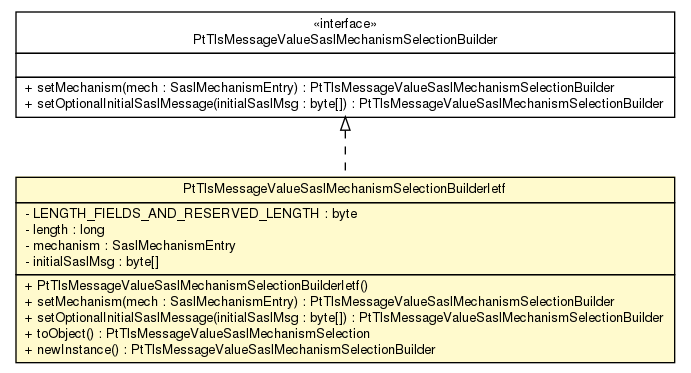 «interface»
PtTlsMessageValueSaslMechanismSelectionBuilder
+ setMechanism(mech : SaslMechanismEntry) : PtTlsMessageValueSaslMechanismSelectionBuilder
+ setOptionalInitialSaslMessage(initialSaslMsg : byte[]) : PtTlsMessageValueSaslMechanismSelectionBuilder
PtTlsMessageValueSaslMechanismSelectionBuilderIetf
- LENGTH_FIELDS_AND_RESERVED_LENGTH : byte
- length : long
- mechanism : SaslMechanismEntry
- initialSaslMsg : byte[]
+ PtTlsMessageValueSaslMechanismSelectionBuilderIetf()
+ setMechanism(mech : SaslMechanismEntry) : PtTlsMessageValueSaslMechanismSelectionBuilder
+ setOptionalInitialSaslMessage(initialSaslMsg : byte[]) : PtTlsMessageValueSaslMechanismSelectionBuilder
+ toObject() : PtTlsMessageValueSaslMechanismSelection
+ newInstance() : PtTlsMessageValueSaslMechanismSelectionBuilder